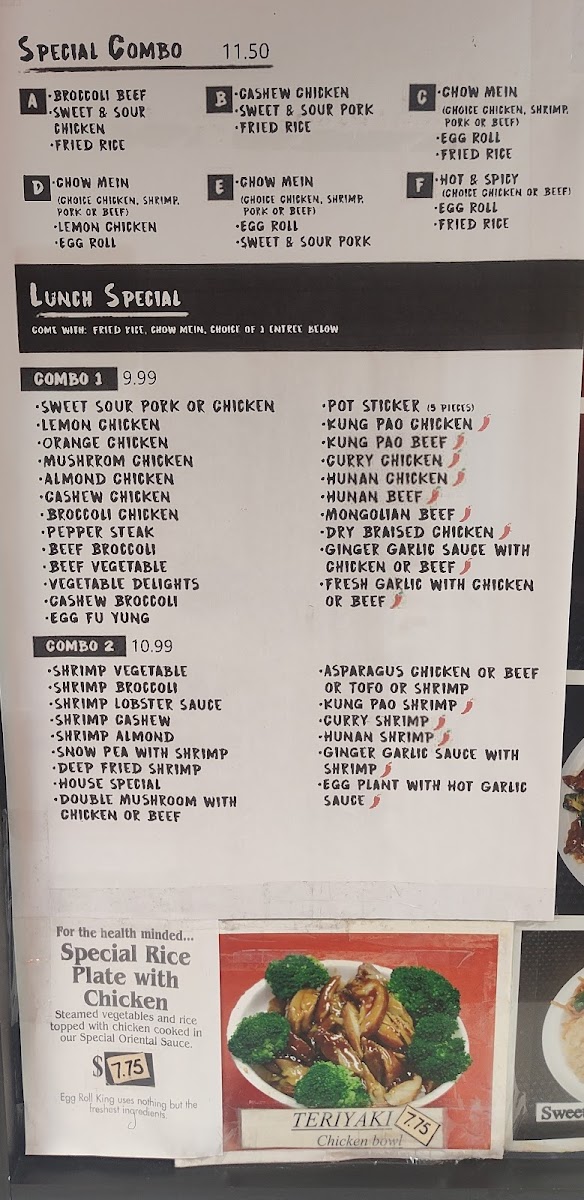 SPECIAL COMBO 11.50
A
·BROCCOLI BEEF
·SWEET & SOUR
CHICKEN
·FRIED RICE
B
·CASHEW CHICKEN
·SWEET & SOUR PORK
·FRIED RICE
C
·CHOW MEIN
(CHOICE CHICKEN, SHRIMP,
PORK OR BEEF)
·EGG ROLL
·FRIED RICE
D
·CHOW MEIN
(CHOICE CHICKEN, SHRIMP,
PORK OR BEEF)
·LEMON CHICKEN
·EGG ROLL
E
·CHOW MEIN
(CHOICE CHICKEN, SHRIMP,
PORK OR BEEF)
·EGG ROLL
·SWEET & SOUR PORK
F
·HOT & SPICY
(CHOICE CHICKEN OR BEEF)
·EGG ROLL
·FRIED RICE
LUNCH SPECIAL
COME WITH: FRIED RICE, CHOW MEIN, CHOICE OF 1 ENTREE BELOW
COMBO 1 9.99
·SWEET SOUR PORK OR CHICKEN
·LEMON CHICKEN
·ORANGE CHICKEN
·MUSHRROM CHICKEN
·ALMOND CHICKEN
·CASHEW CHICKEN
·BROCCOLI CHICKEN
·PEPPER STEAK
·BEEF BROCCOLI
·BEEF VEGETABLE
·VEGETABLE DELIGHTS
·CASHEW BROCCOLI
·EGG FU YUNG
·POT STICKER (5 PIECES)
·KUNG PAO CHICKEN
·KUNG PAO BEEF
·CURRY CHICKEN
·HUNAN CHICKEN
·HUNAN BEEF
·MONGOLIAN BEEF
·DRY BRAISED CHICKEN
·GINGER GARLIC SAUCE WITH
CHICKEN OR BEEF
·FRESH GARLIC WITH CHICKEN
OR BEEF
COMBO 2 10.99
·SHRIMP VEGETABLE
·SHRIMP BROCCOLI
·SHRIMP LOBSTER SAUCE
·SHRIMP CASHEW
·SHRIMP ALMOND
·SNOW PEA WITH SHRIMP
·DEEP FRIED SHRIMP
·HOUSE SPECIAL
·DOUBLE MUSHROOM WITH
CHICKEN OR BEEF
·ASPARAGUS CHICKEN OR BEEF
OR TOFO OR SHRIMP
·KUNG PAO SHRIMP
·CURRY SHRIMP
·HUNAN SHRIMP
·GINGER GARLIC SAUCE WITH
SHRIMP
·EGG PLANT WITH HOT GARLIC
SAUCE
For the health minded...
Special Rice
Plate with
Chicken
Steamed vegetables and rice
topped with chicken cooked in
our Special Oriental Sauce.
$7.75
Egg Roll King uses nothing but the
freshest ingredients.
TERIYAKI 7.75
Chicken bowl
Sweet